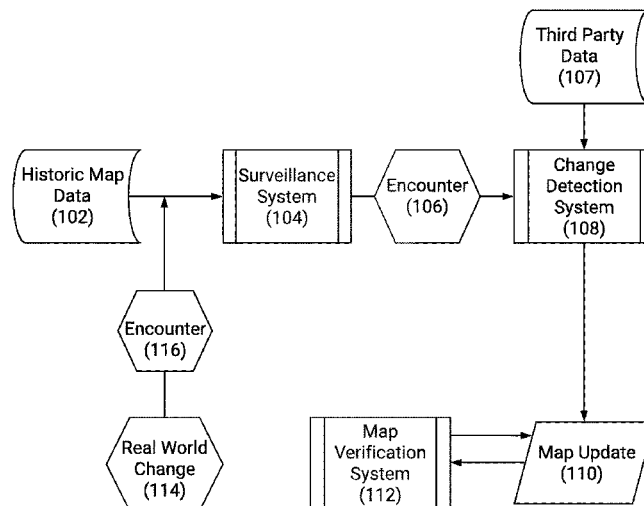 Third Party
Data
(107)
Historic Map
Data
(102)
Surveillance
System
(104)
Encounter
(106)
Change
Detection
System
(108)
Encounter
(116)
Real World
Change
(114)
Map
Verification
System
(112)
Map Update
(110)